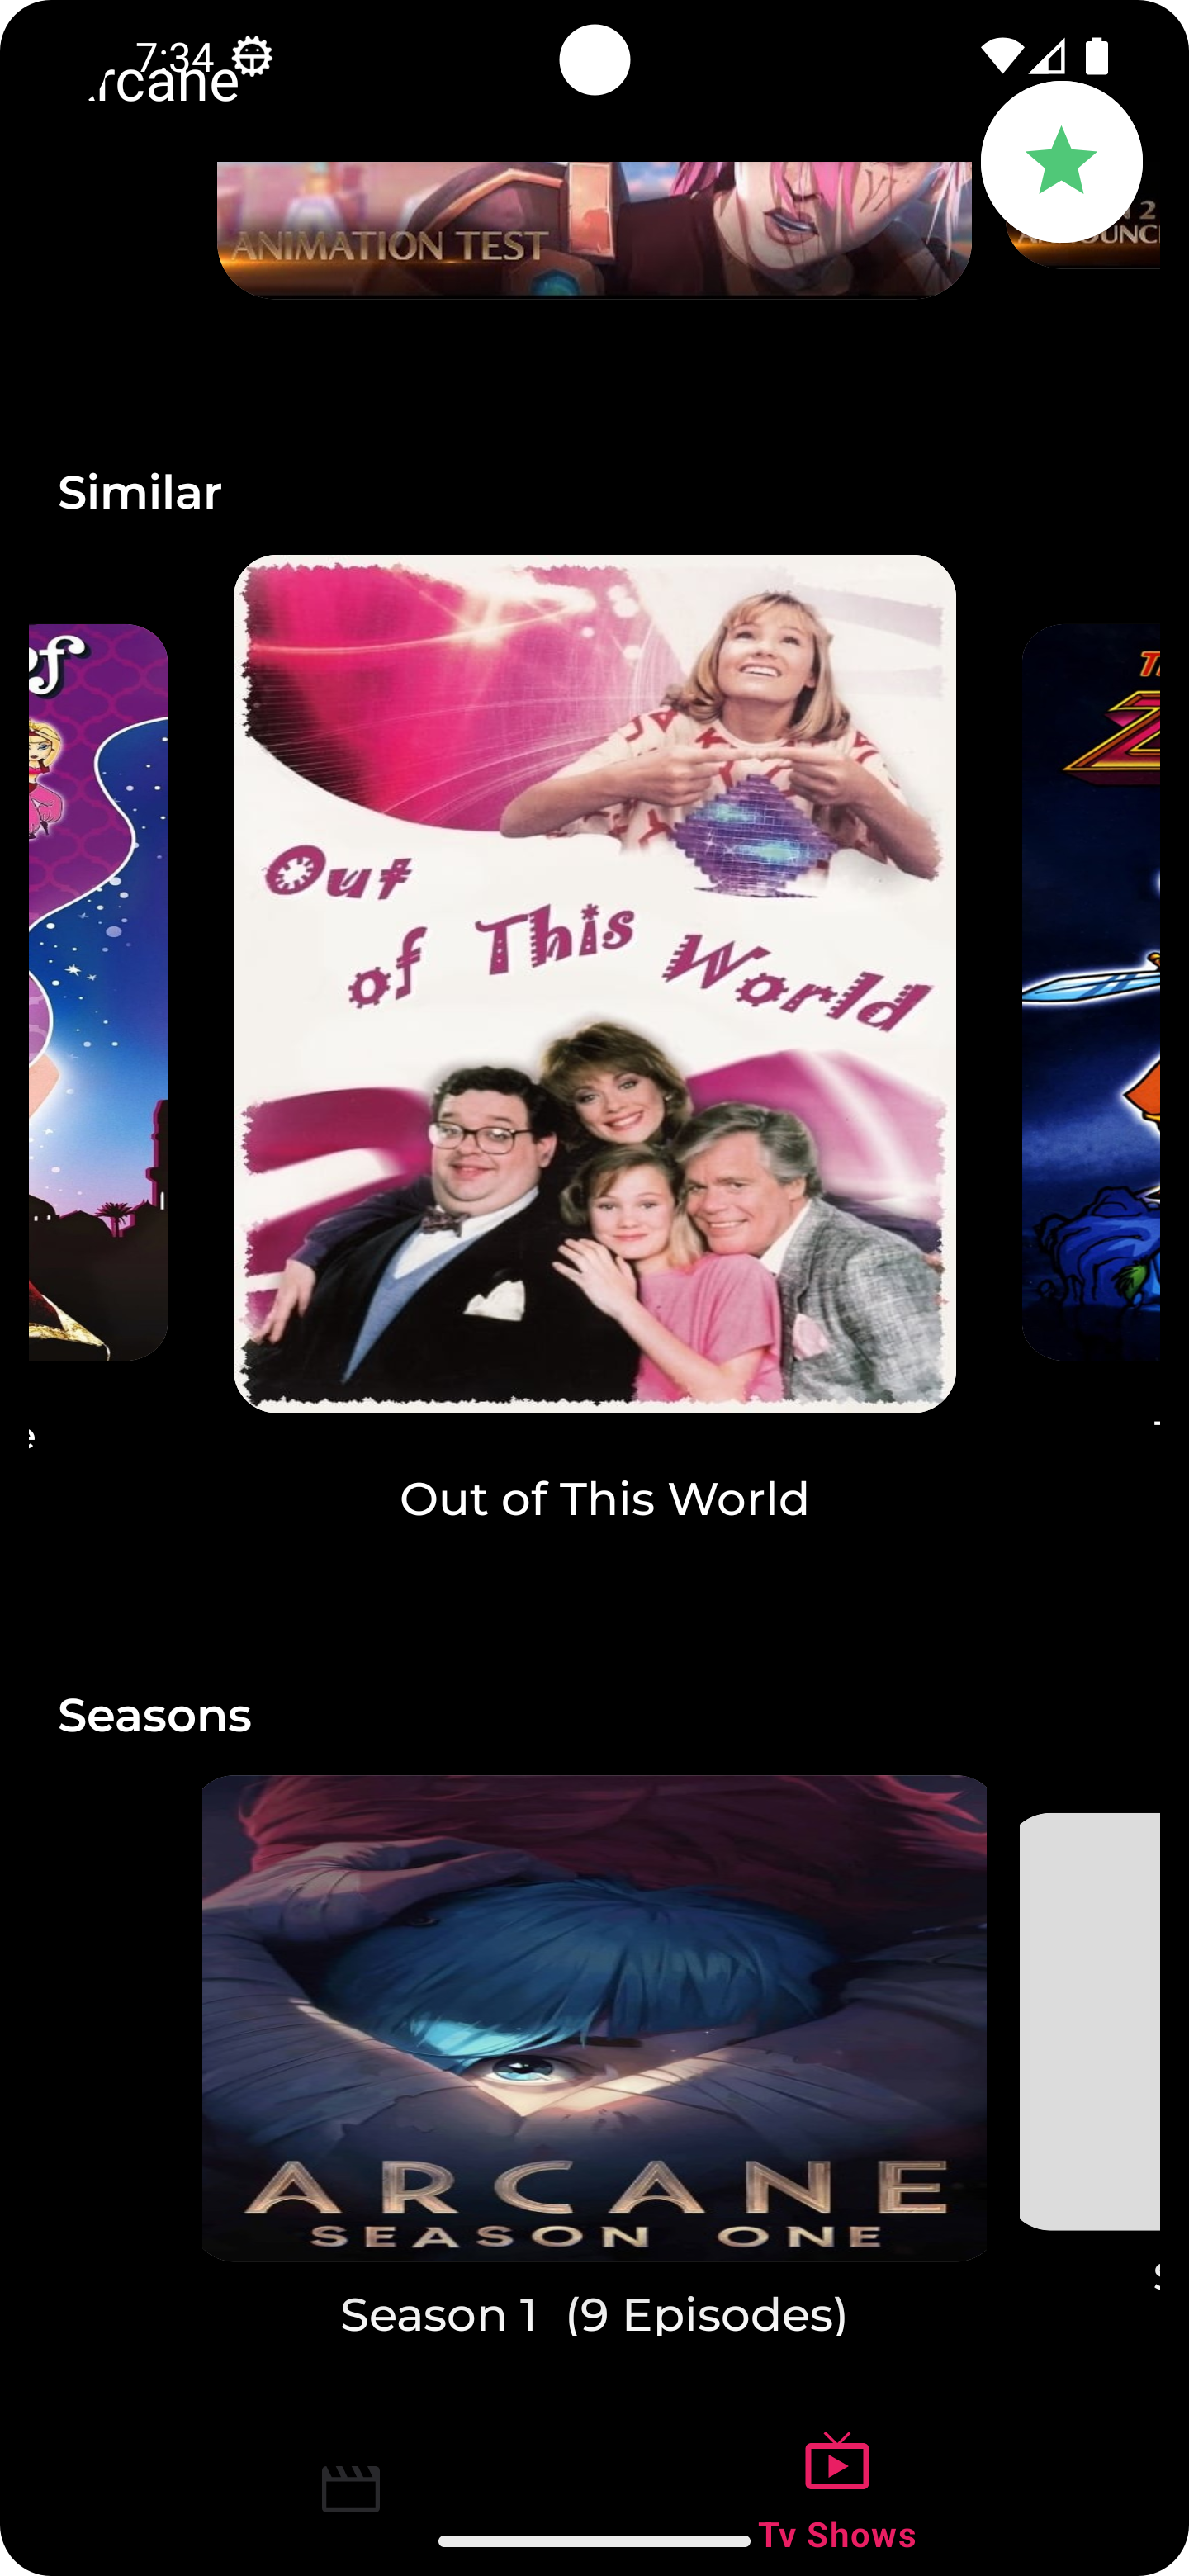 7:34
rcane
ANIMATION TEST
Similar
Out
of This World
Out of This World
Seasons
ARCANE
SEASON ONE
Season 1 (9 Episodes)
Tv Shows